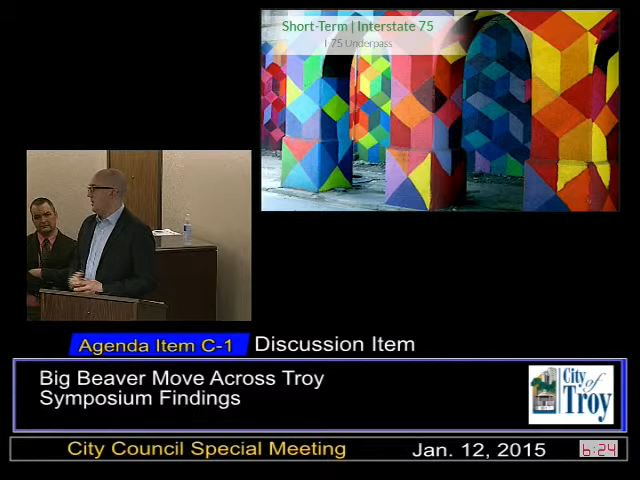 Short-Term | Interstate 75
I 75 Underpass
Agenda Item C-1 Discussion Item
Big Beaver Move Across Troy
Symposium Findings
City
of
Troy
City Council Special Meeting
Jan. 12, 2015
6:24